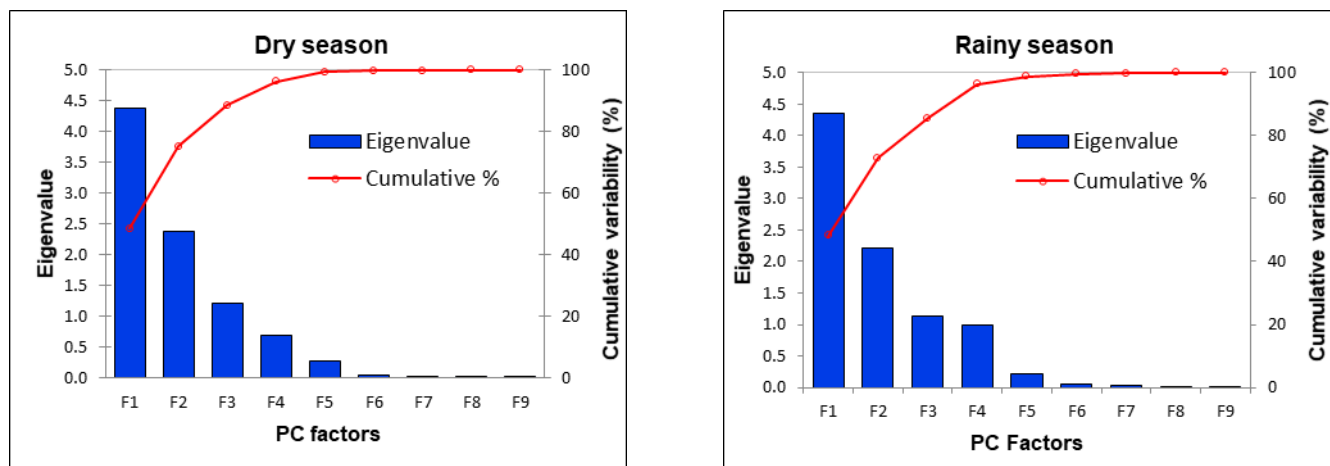 Dry season
5.0
4.5
4.0
3.5
3.0
2.5
2.0
1.5
1.0
0.5
0.0
Eigenvalue
100
80
60
40
20
0
Cumulative variability (%)
Eigenvalue
Cumulative %
F1 F2 F3 F4 F5 F6 F7 F8 F9
PC factors
Rainy season
5.0
4.5
4.0
3.5
3.0
2.5
2.0
1.5
1.0
0.5
0.0
Eigenvalue
100
80
60
40
20
0
Cumulative variability (%)
Eigenvalue
Cumulative %
F1 F2 F3 F4 F5 F6 F7 F8 F9
PC Factors